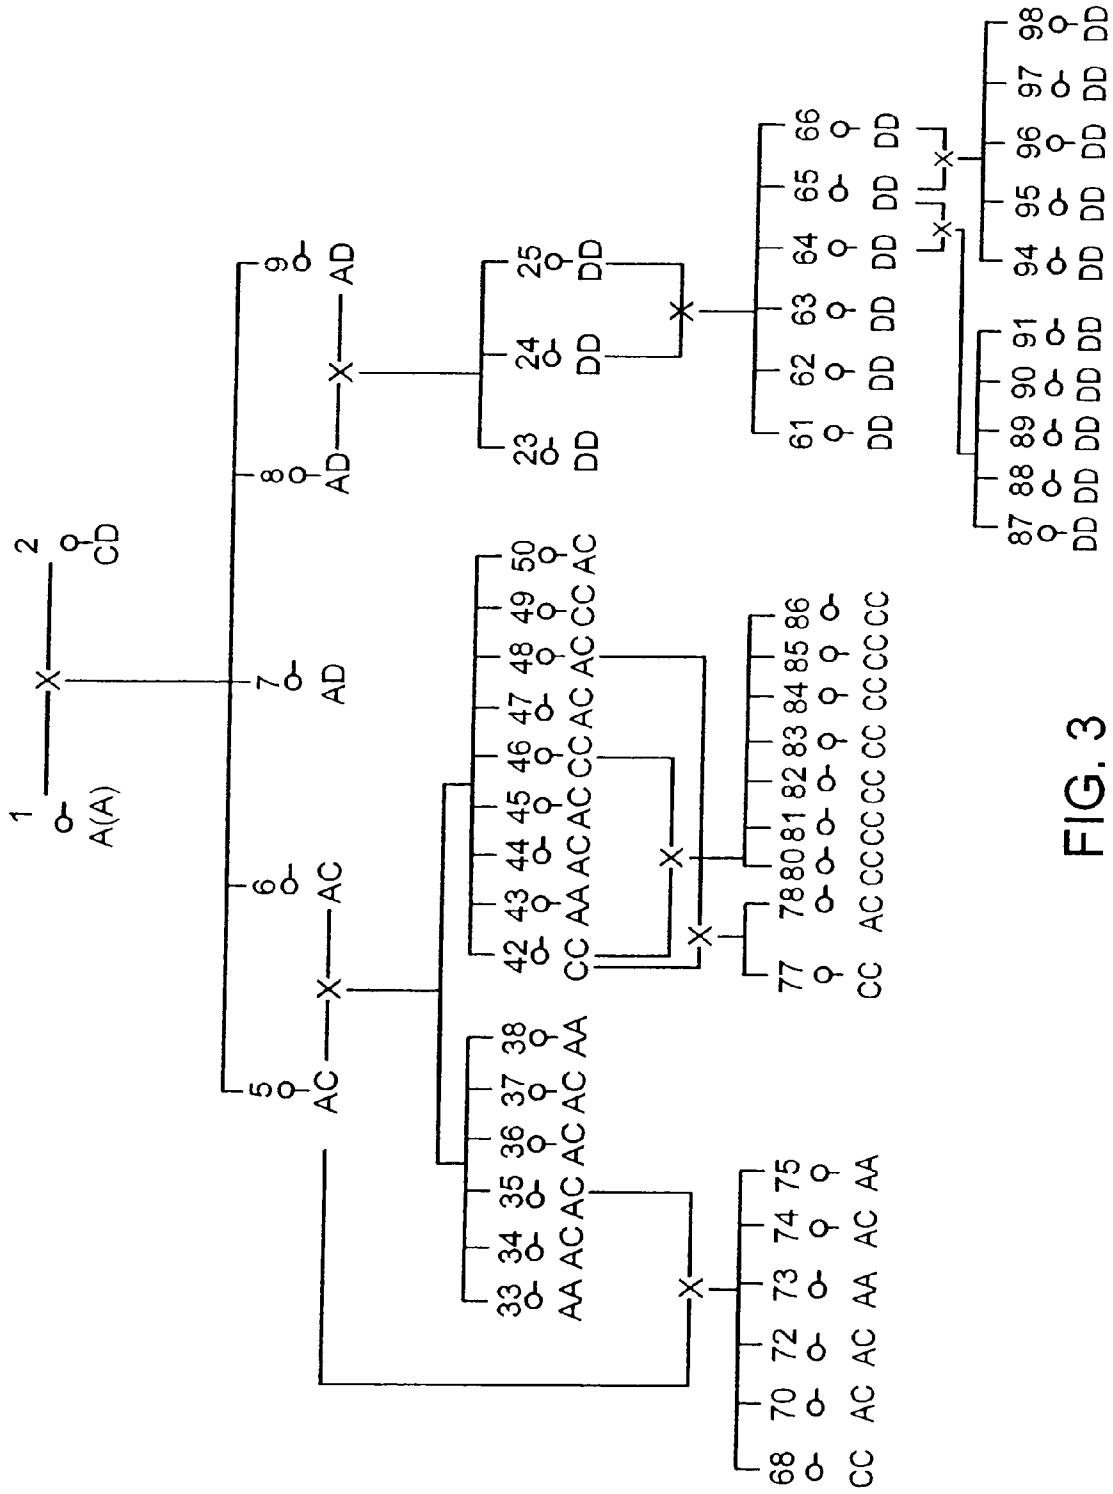 1 2
A(A) CD
5 6 7 8 9
AC AC AD AD AD
33 34 35 36 37 38 42 43 44 45 46 47 48 49 50 23 24 25
AA AC AC AC AC AA CC AA AC AC CC AC AC CC AC DD DD DD
68 70 72 73 74 75 77 78 80 81 82 83 84 85 86 61 62 63 64 65 66
CC AC AC AA AC AA CC AC CC CC CC CC CC CC CC DD DD DD DD DD DD
87 88 89 90 91 94 95 96 97 98
DD DD DD DD DD DD DD DD DD DD
FIG. 3